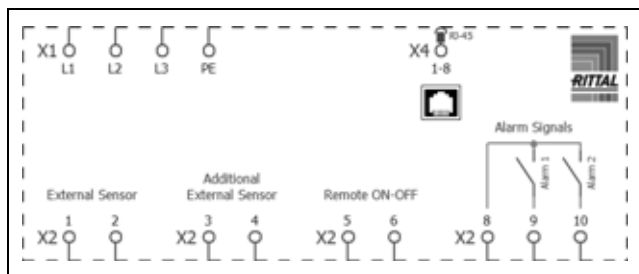 X1 L1 L2 L3 PE
X4 RJ-45
1-8
RITTAL
Alarm Signals
Alarm 1
Alarm 2
External Sensor
Additional
External Sensor
Remote ON-OFF
X2 1 2
X2 3 4
X2 5 6
X2 8 9 10